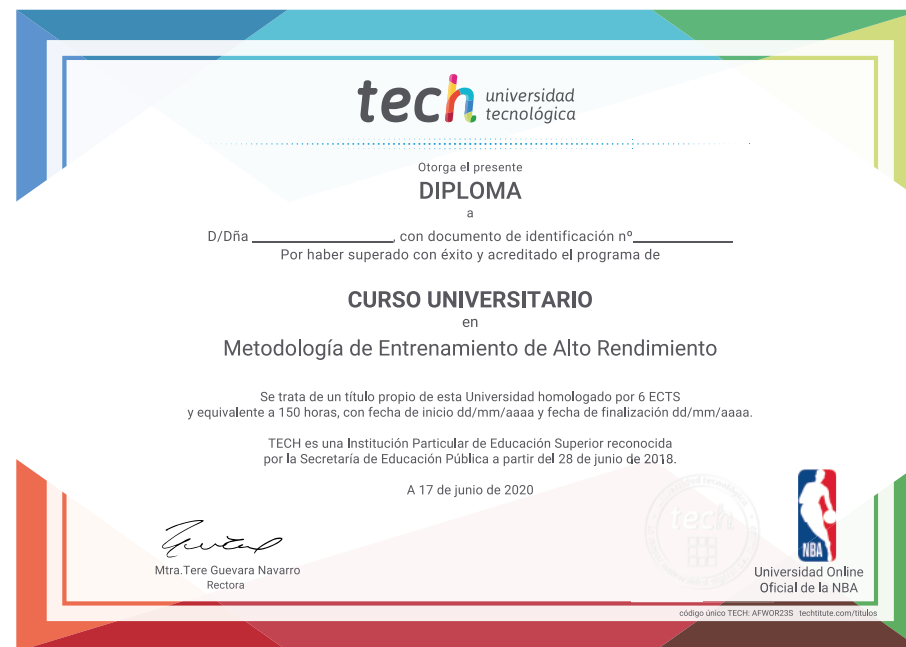 tech universidad
tecnológica
Otorga el presente
DIPLOMA
a
D/Dña ____________________, con documento de identificación nº______________
Por haber superado con éxito y acreditado el programa de
CURSO UNIVERSITARIO
en
Metodología de Entrenamiento de Alto Rendimiento
Se trata de un título propio de esta Universidad homologado por 6 ECTS
y equivalente a 150 horas, con fecha de inicio dd/mm/aaaa y fecha de finalización dd/mm/aaaa.
TECH es una Institución Particular de Educación Superior reconocida
por la Secretaría de Educación Pública a partir del 28 de junio de 2018.
A 17 de junio de 2020
tech
NBA
Mtra.Tere Guevara Navarro
Rectora
Universidad Online
Oficial de la NBA
código único TECH: AFWOR23S techtitute.com/titulos